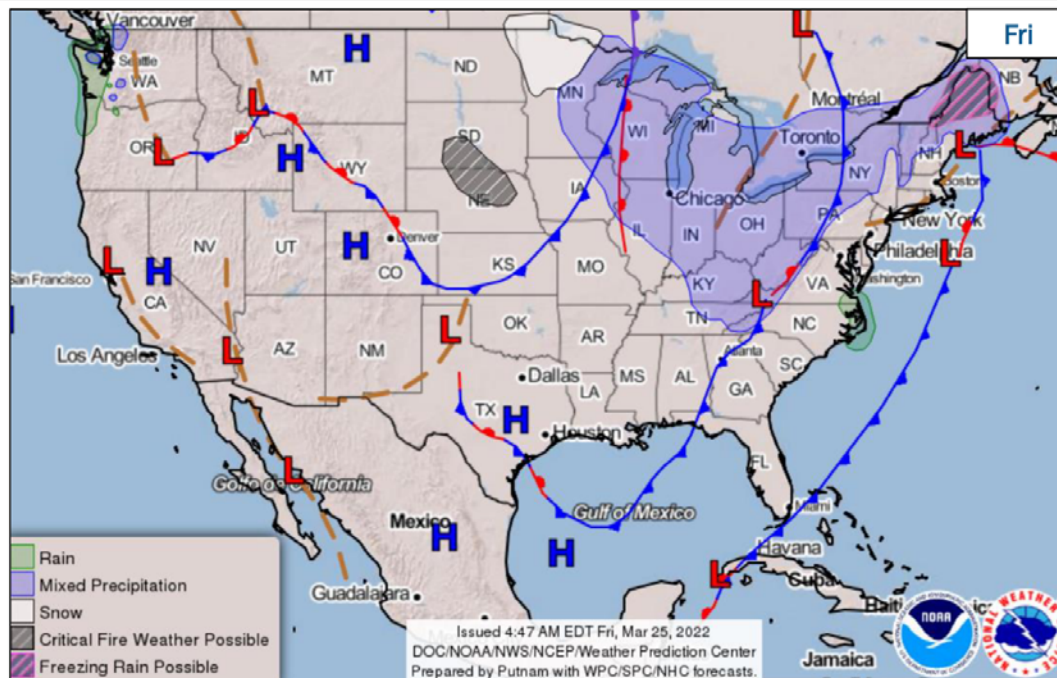 Fri
Vancouver
Seattle
WA
MT
ND
MN
Montréal
NB
OR
ID
SD
WI
MI
Toronto
NH
WY
NY
Boston
NE
IA
Chicago
New York
NV
UT
Denver
IL
IN
OH
PA
Philadelphia
San Francisco
CA
CO
KS
MO
KY
VA
Washington
Los Angeles
AZ
NM
OK
AR
TN
NC
Atlanta
SC
Dallas
LA
MS
AL
GA
TX
Houston
FL
Golfo de California
Gulf of Mexico
Miami
Mexico
Havana
Cuba
Guadalajara
Jamaica
H
L
Rain
Mixed Precipitation
Snow
Critical Fire Weather Possible
Freezing Rain Possible
Issued 4:47 AM EDT Fri, Mar 25, 2022
DOC/NOAA/NWS/NCEP/Weather Prediction Center
Prepared by Putnam with WPC/SPC/NHC forecasts.
NOAA
NATIONAL WEATHER